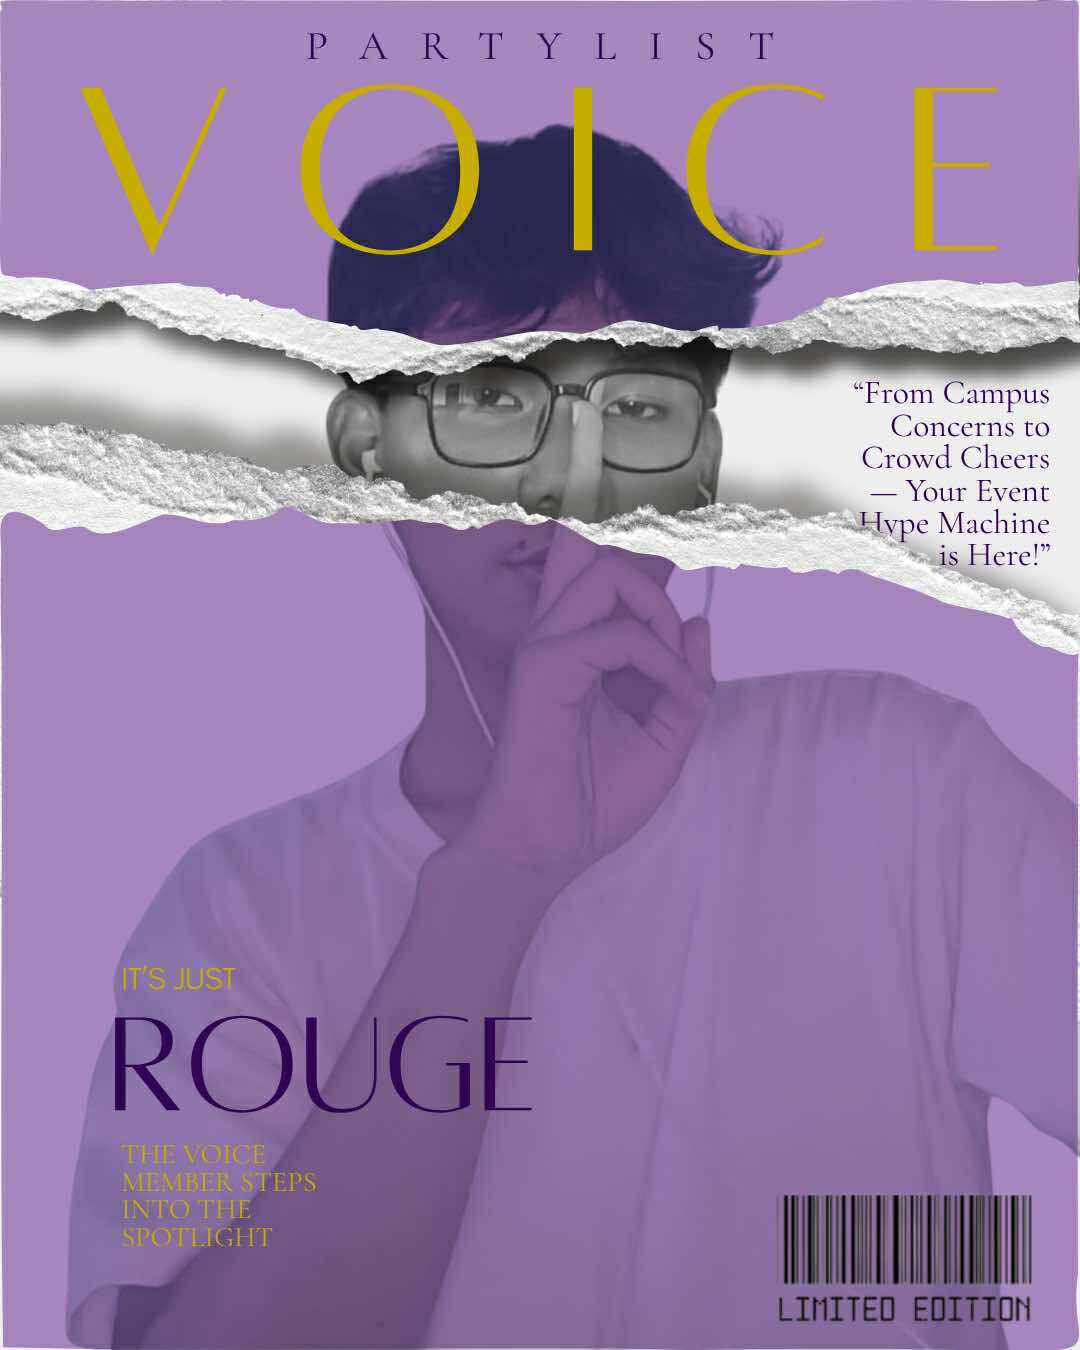 PARTYLIST
VOICE
“From Campus
Concerns to
Crowd Cheers
— Your Event
Hype Machine
is Here!”
IT'S JUST
ROUGE
THE VOICE
MEMBER STEPS
INTO THE
SPOTLIGHT
LIMITED EDITION